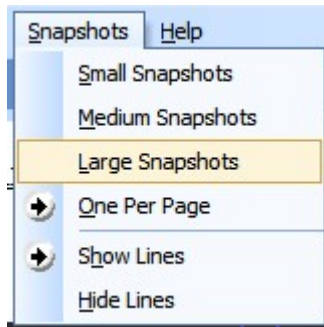 Snapshots Help
Small Snapshots
Medium Snapshots
Large Snapshots
One Per Page
Show Lines
Hide Lines